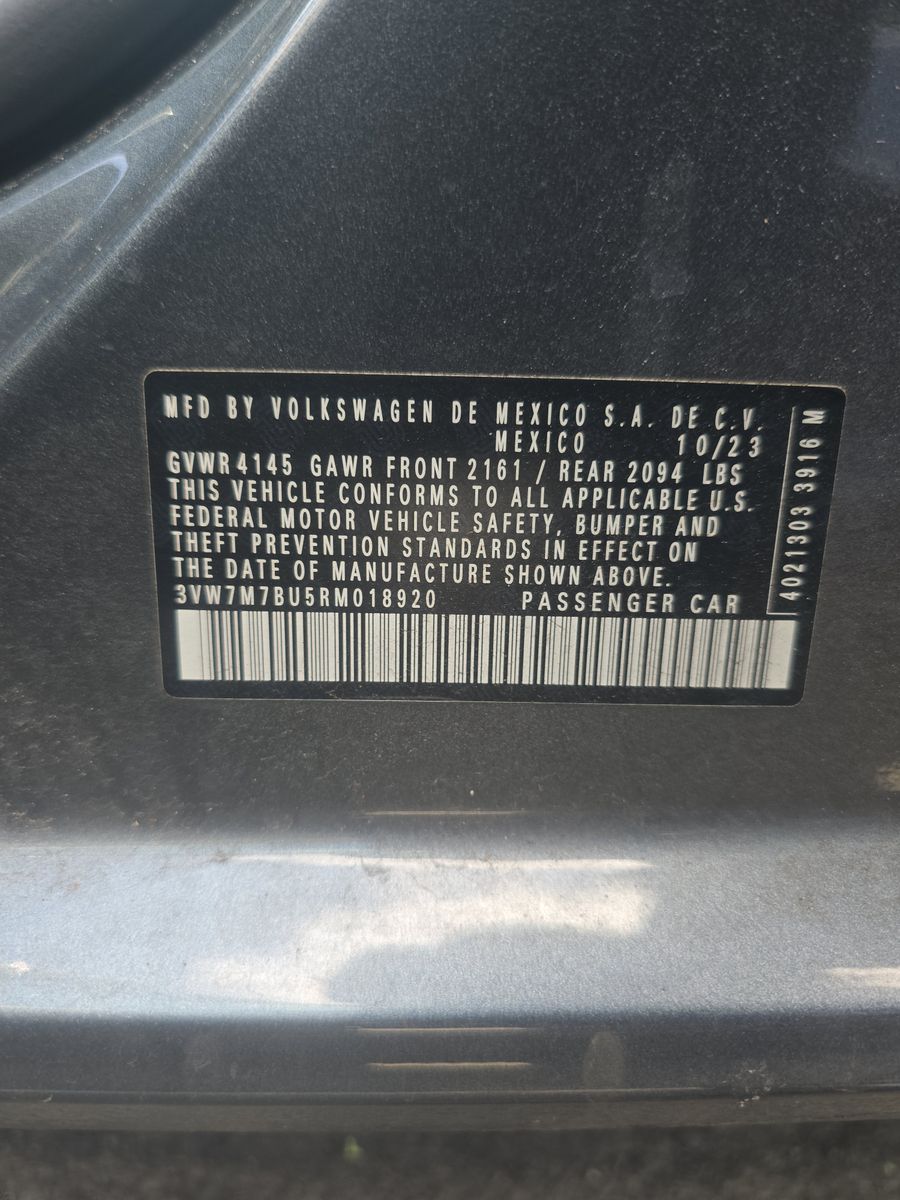 MFD BY VOLKSWAGEN DE MEXICO S.A. DE C.V.
MEXICO 10/23
GVWR 4145 GAWR FRONT 2161 / REAR 2094 LBS
THIS VEHICLE CONFORMS TO ALL APPLICABLE U.S.
FEDERAL MOTOR VEHICLE SAFETY, BUMPER AND
THEFT PREVENTION STANDARDS IN EFFECT ON
THE DATE OF MANUFACTURE SHOWN ABOVE.
3VW7M7BU5RM018920 PASSENGER CAR
4021303 3916 M